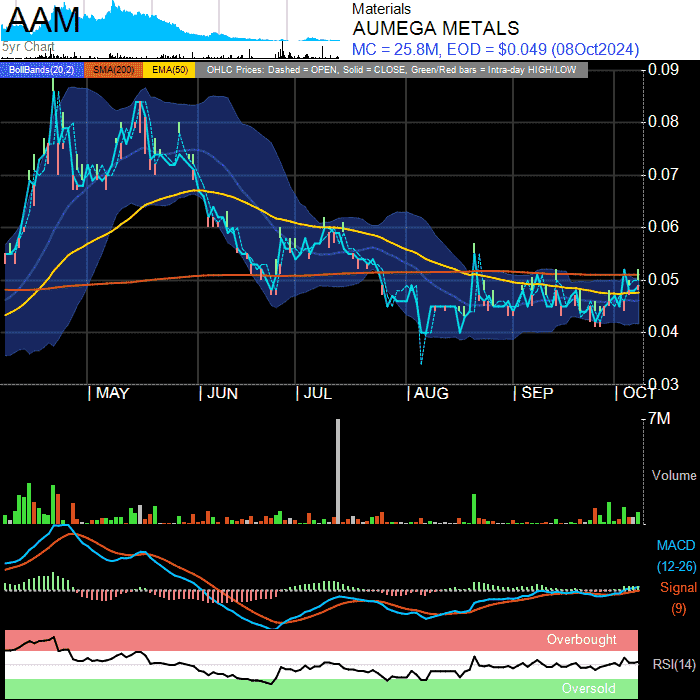 AAM
5yr Chart
Materials
AUMEGA METALS
MC = 25.8M, EOD = $0.049 (08Oct2024)
BollBands(20,2) SMA(200) EMA(50) OHLC Prices: Dashed = OPEN, Solid = CLOSE, Green/Red bars = Intra-day HIGH/LOW
0.09
0.08
0.07
0.06
0.05
0.04
0.03
| MAY | JUN | JUL | AUG | SEP | OCT
7M
Volume
MACD
(12-26)
Signal
(9)
Overbought
RSI(14)
Oversold